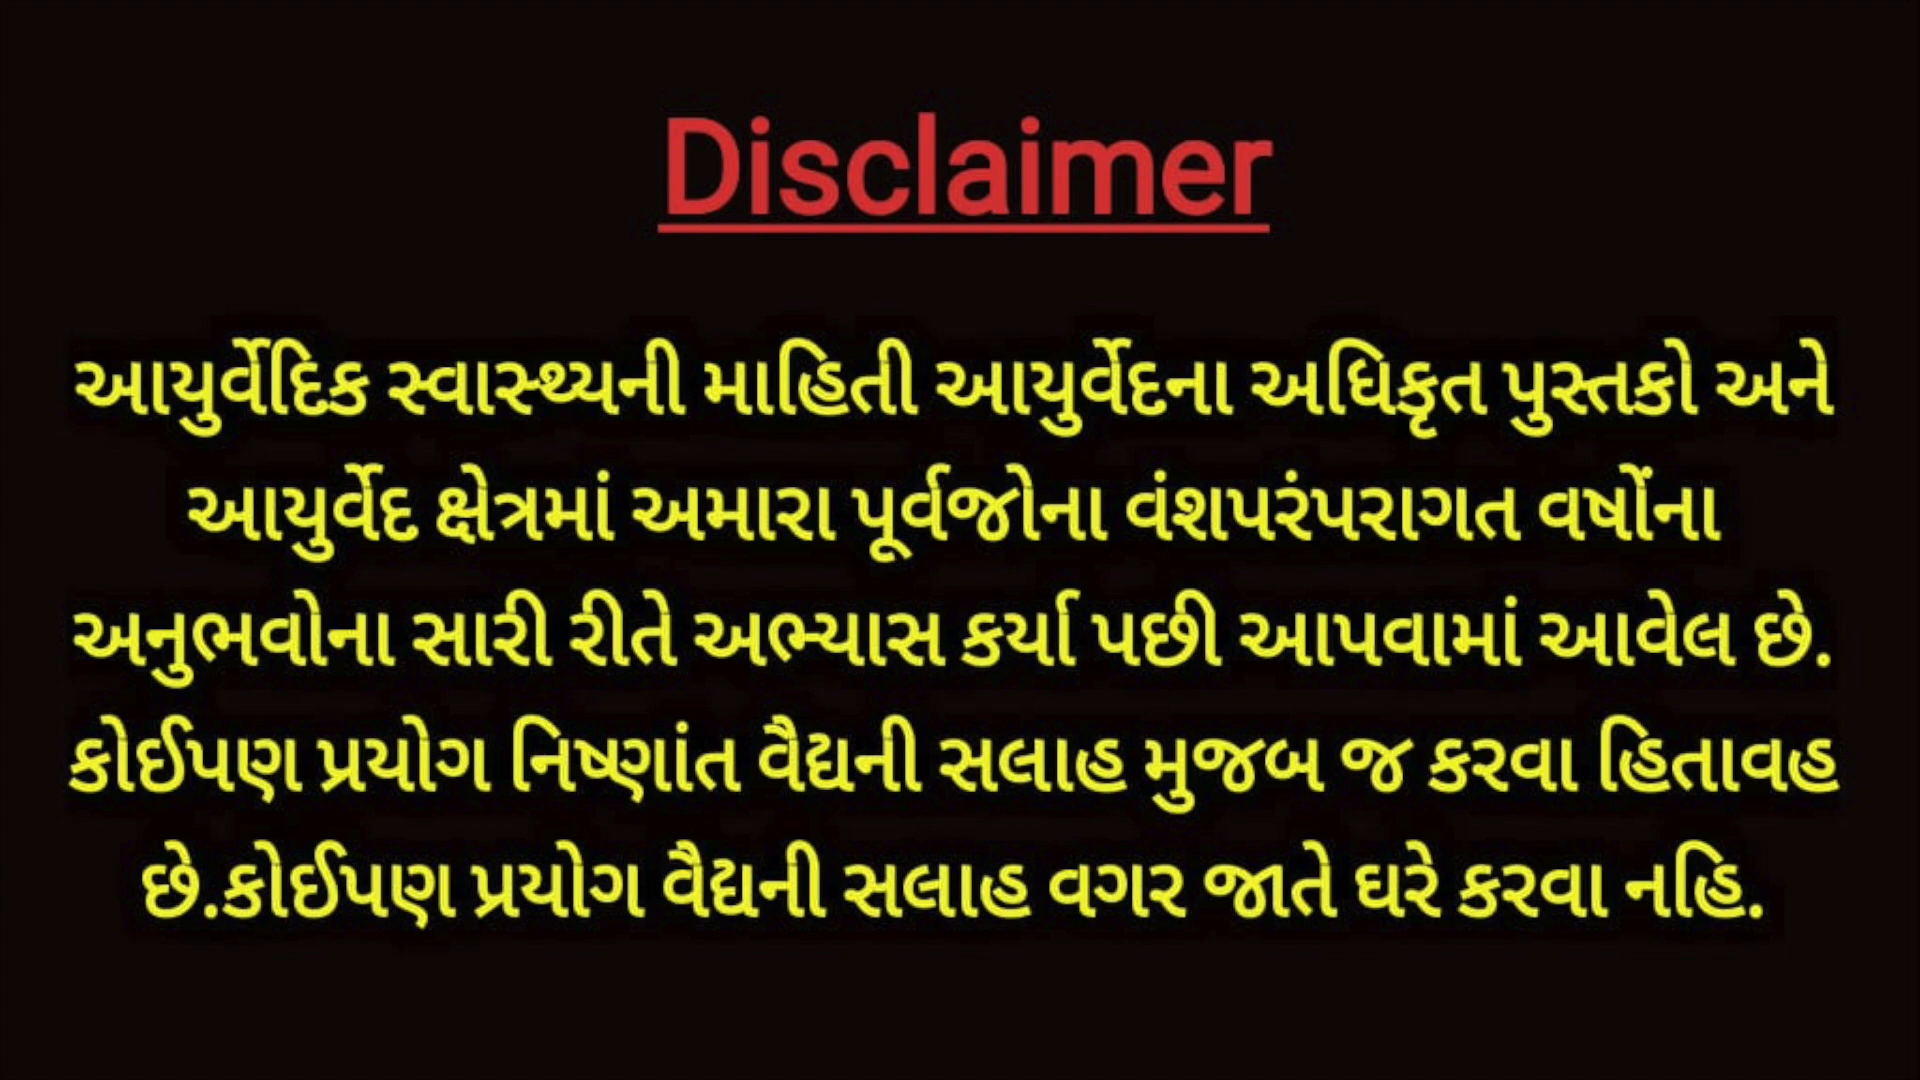 Disclaimer
આયુર્વેદિક સ્વાસ્થ્યની માહિતી આયુર્વેદના અધિકૃત પુસ્તકો અને
આયુર્વેદ ક્ષેત્રમાં અમારા પૂર્વજોના વંશપરંપરાગત વર્ષોના
અનુભવોના સારી રીતે અભ્યાસ કર્યા પછી આપવામાં આવેલ છે.
કોઈપણ પ્રયોગ નિષ્ણાંત વૈદ્યની સલાહ મુજબ જ કરવા હિતાવહ
છે.કોઈપણ પ્રયોગ વૈદ્યની સલાહ વગર જાતે ઘરે કરવા નહિ.